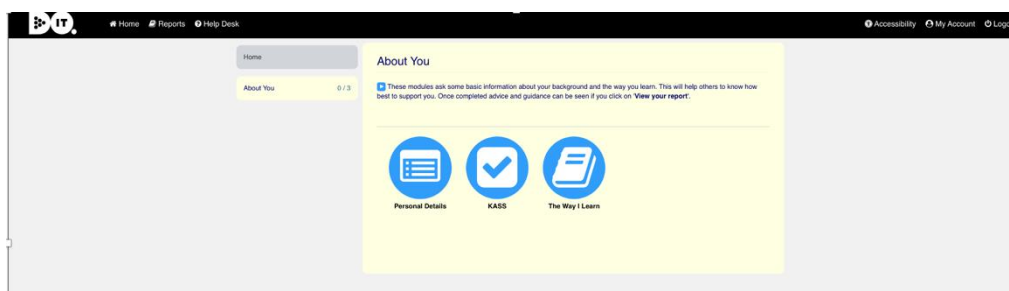 DO IT.
Home Reports Help Desk
Accessibility My Account Logo
Home
About You 0 / 3
About You
These modules ask some basic information about your background and the way you learn. This will help others to know how
best to support you. Once completed advice and guidance can be seen if you click on 'View your report'.
Personal Details KASS The Way I Learn